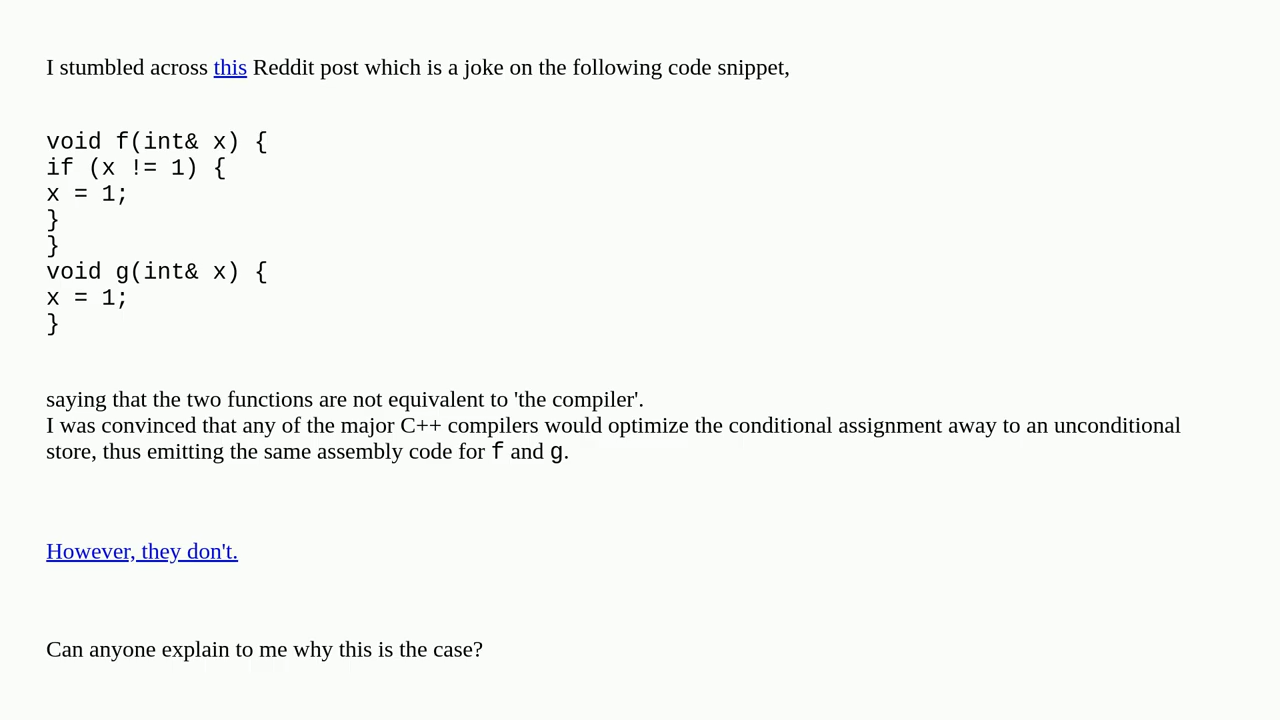 I stumbled across this Reddit post which is a joke on the following code snippet,
void f(int& x) {
if (x != 1) {
x = 1;
}
}
void g(int& x) {
x = 1;
}
saying that the two functions are not equivalent to 'the compiler'.
I was convinced that any of the major C++ compilers would optimize the conditional assignment away to an unconditional
store, thus emitting the same assembly code for f and g.
However, they don't.
Can anyone explain to me why this is the case?